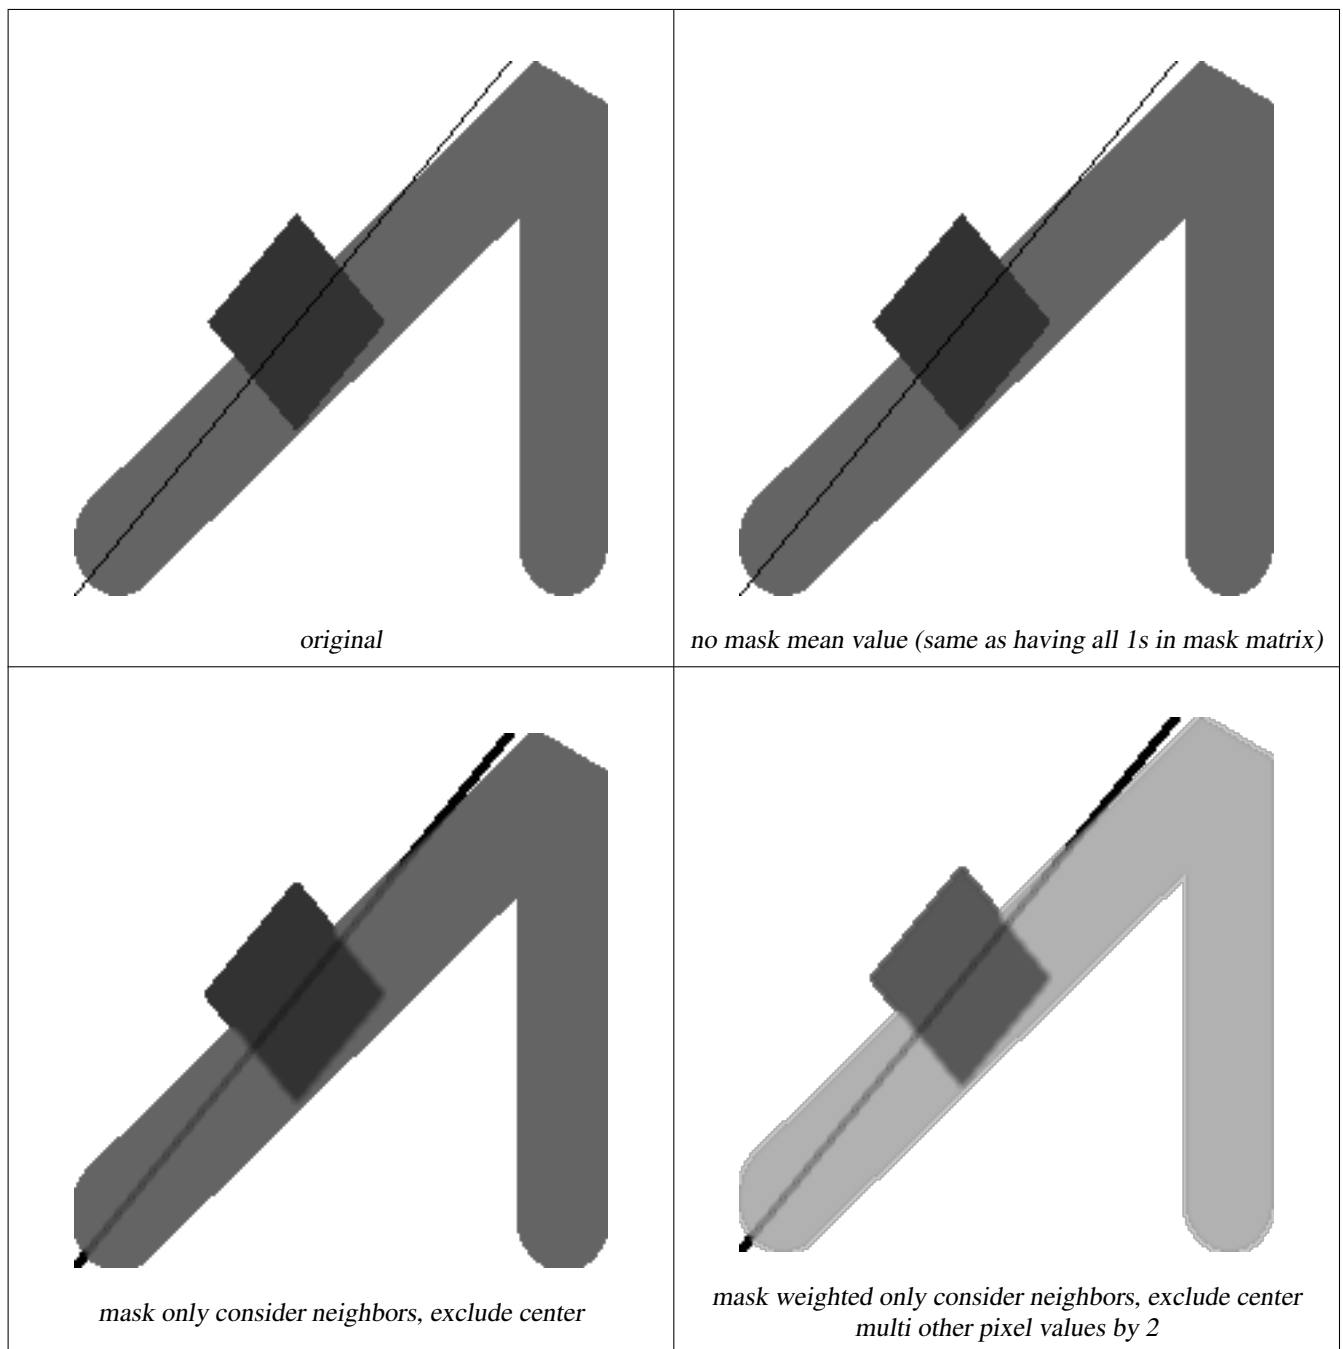 original
no mask mean value (same as having all 1s in mask matrix)
mask only consider neighbors, exclude center
mask weighted only consider neighbors, exclude center
multi other pixel values by 2